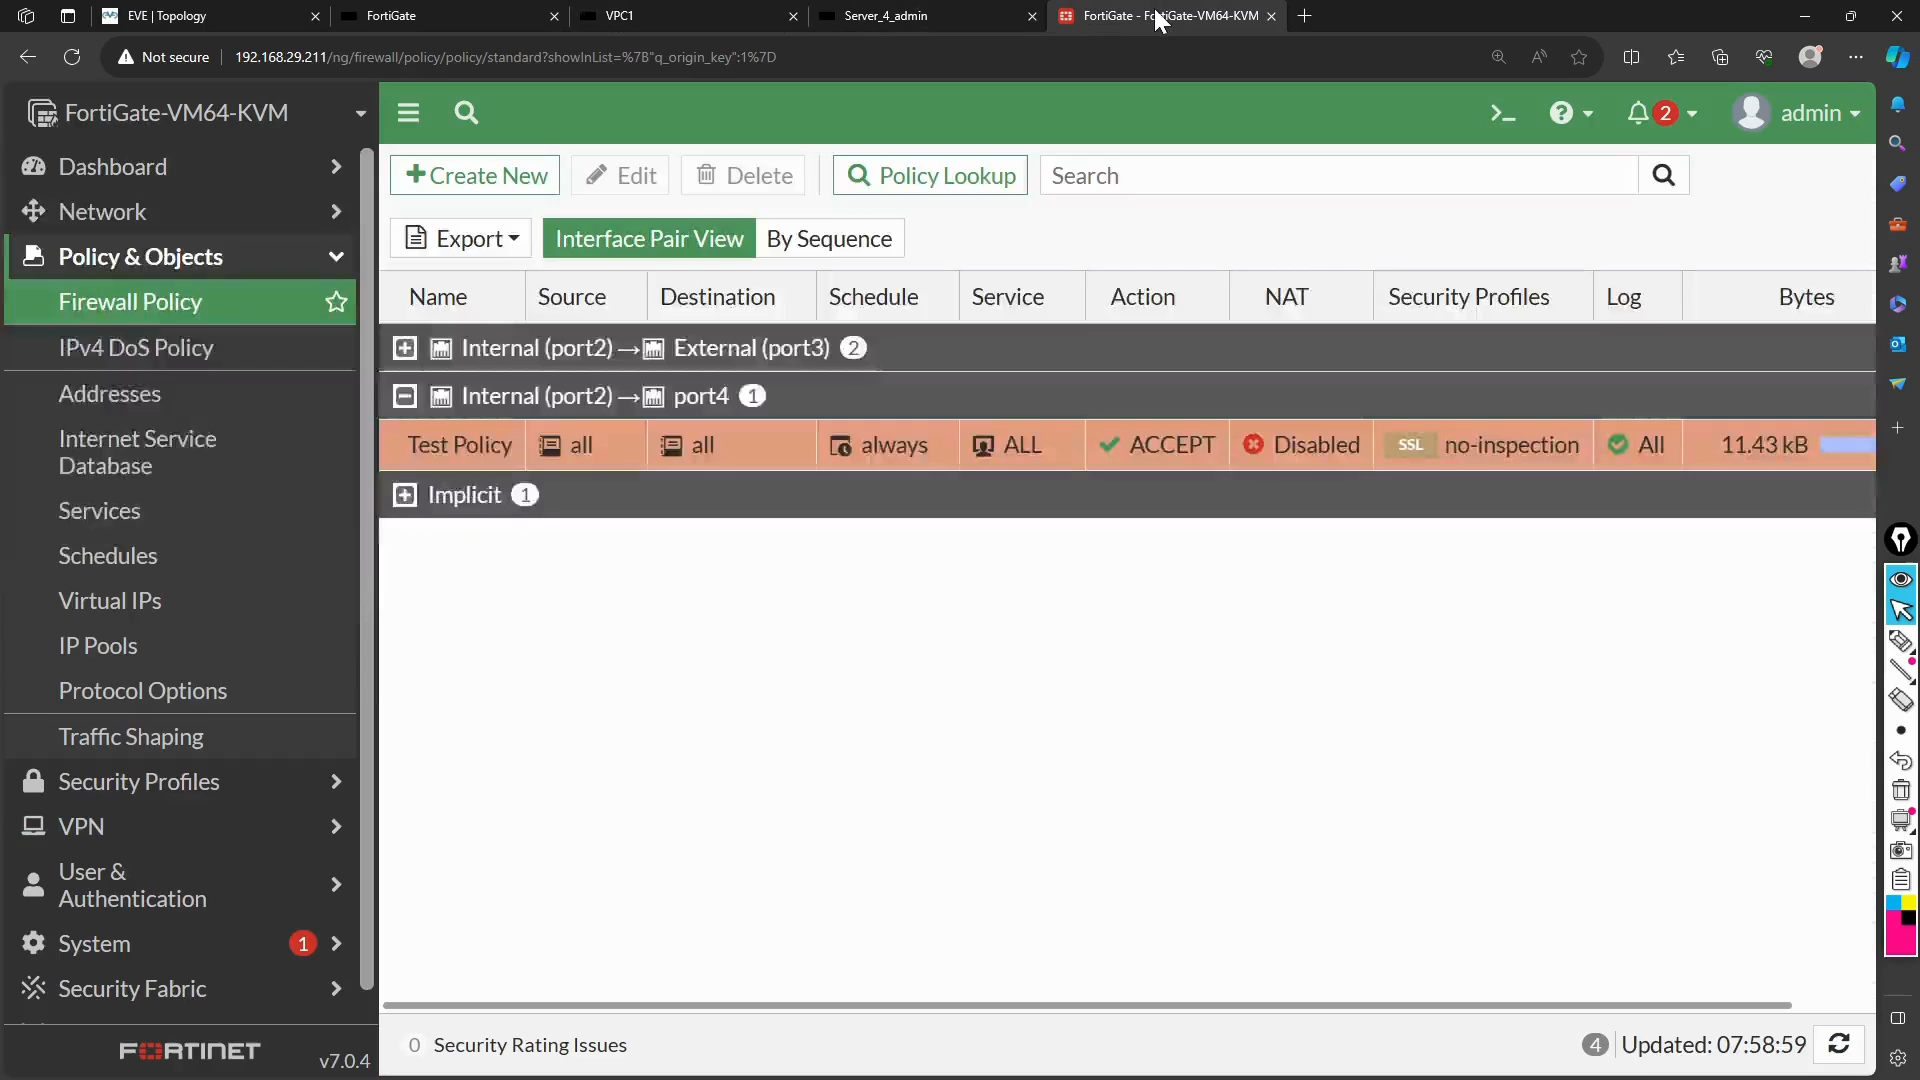 EVE | Topology
FortiGate
VPC1
Server_4_admin
FortiGate - FortiGate-VM64-KVM
Not secure
192.168.29.211/ng/firewall/policy/policy/standard?showInList=%7B"q_origin_key":1%7D
FortiGate-VM64-KVM
2
admin
Dashboard
Network
Policy & Objects
Firewall Policy
IPv4 DoS Policy
Addresses
Internet Service
Database
Services
Schedules
Virtual IPs
IP Pools
Protocol Options
Traffic Shaping
Security Profiles
VPN
User &
Authentication
System 1
Security Fabric
FORTINET
v7.0.4
Create New
Edit
Delete
Policy Lookup
Search
Export
Interface Pair View
By Sequence
Name Source Destination Schedule Service Action NAT Security Profiles Log Bytes
Internal (port2) → External (port3) 2
Internal (port2) → port4 1
Test Policy all all always ALL ACCEPT Disabled SSL no-inspection All 11.43 kB
Implicit 1
0 Security Rating Issues
4 Updated: 07:58:59